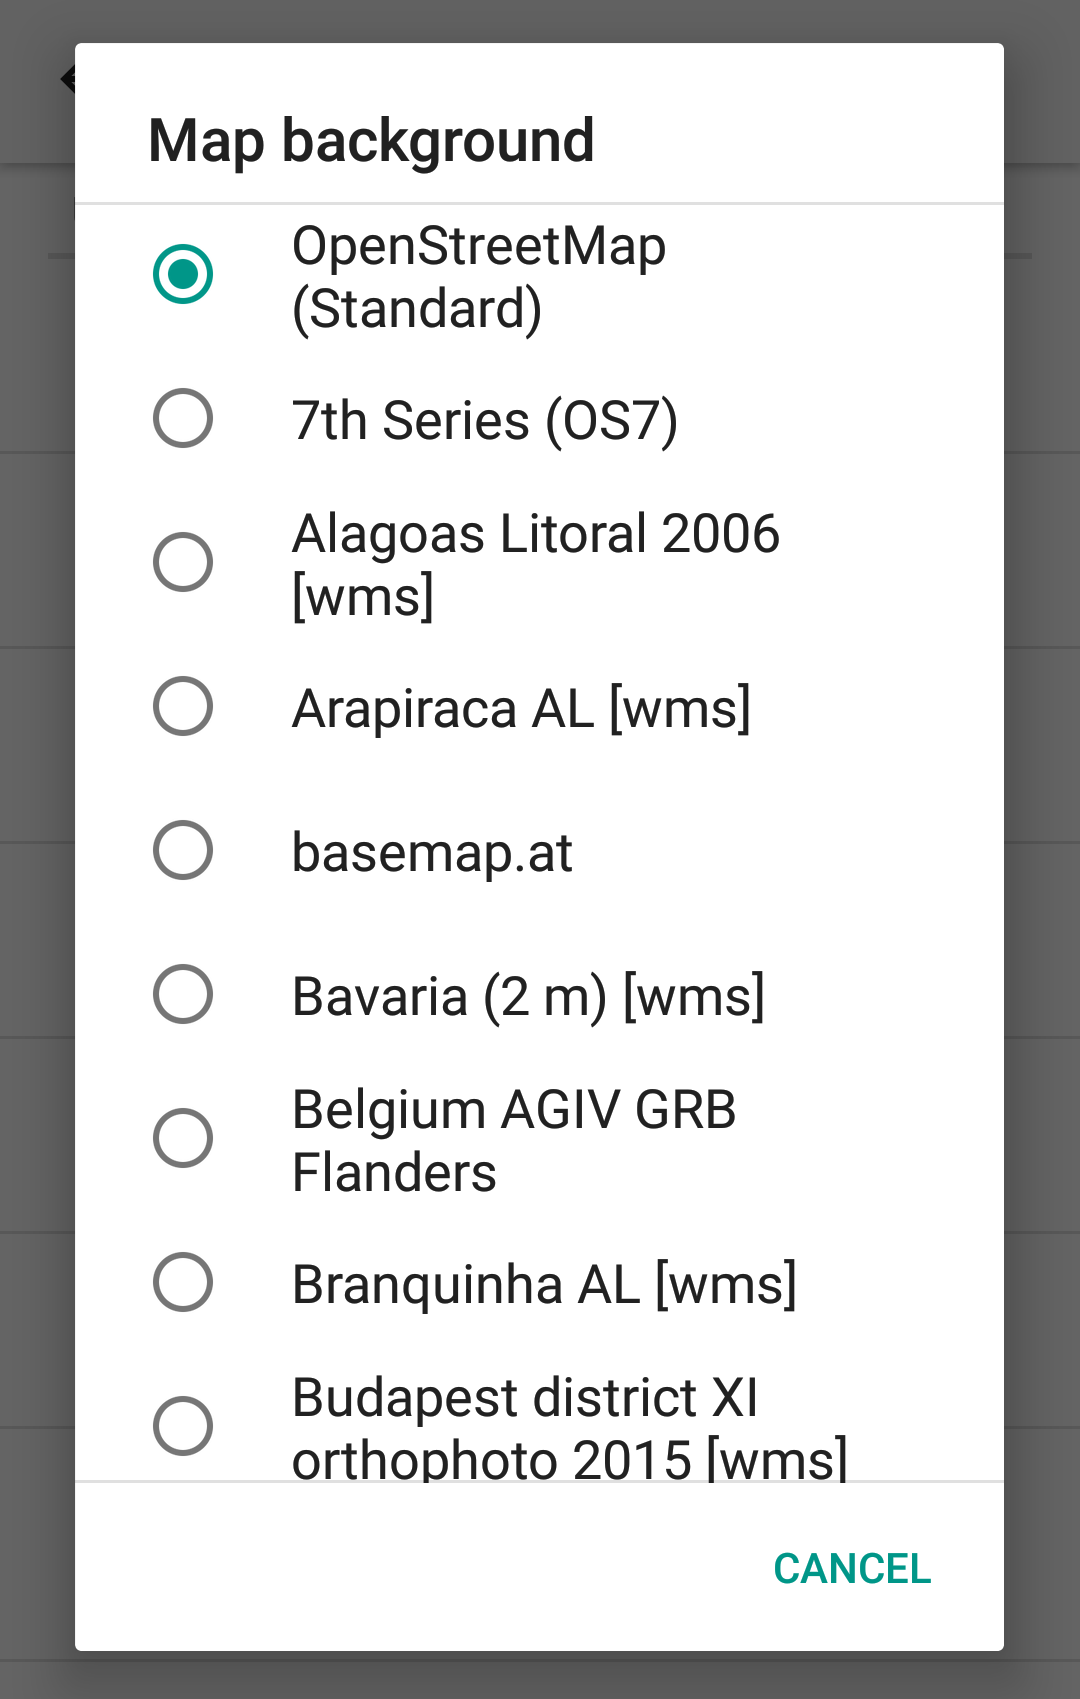 Map background
OpenStreetMap
(Standard)
7th Series (OS7)
Alagoas Litoral 2006
[wms]
Arapiraca AL [wms]
basemap.at
Bavaria (2 m) [wms]
Belgium AGIV GRB
Flanders
Branquinha AL [wms]
Budapest district XI
orthophoto 2015 [wms]
CANCEL